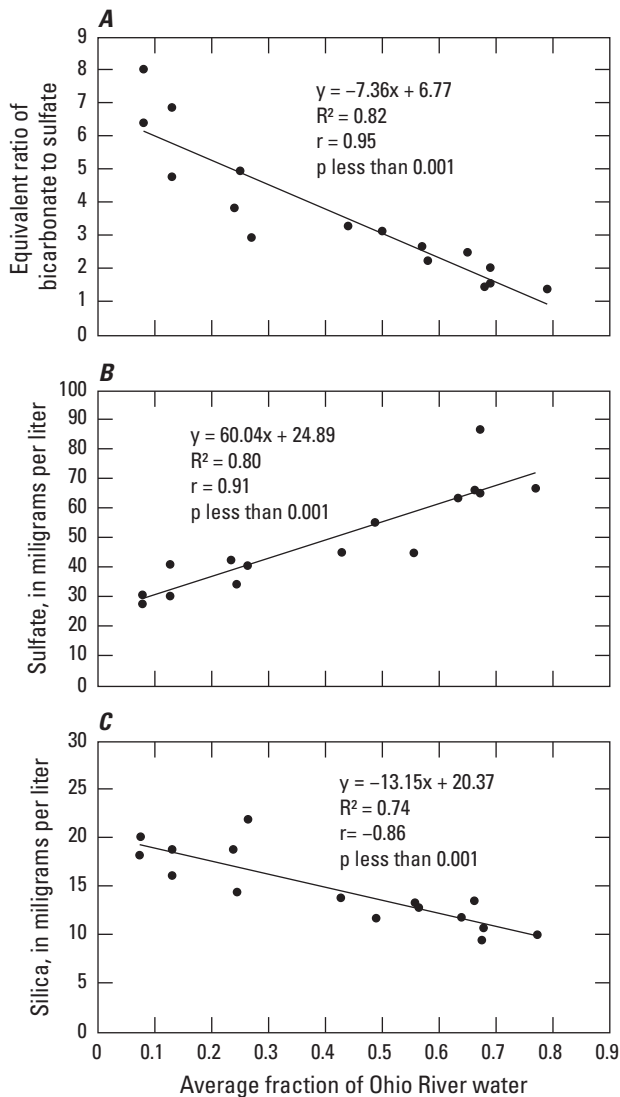 A
9
8
7
6
5
4
3
2
1
0
Equivalent ratio of
bicarbonate to sulfate
y = −7.36x + 6.77
R² = 0.82
r = 0.95
p less than 0.001
B
100
90
80
70
60
50
40
30
20
10
0
Sulfate, in miligrams per liter
y = 60.04x + 24.89
R² = 0.80
r = 0.91
p less than 0.001
C
30
25
20
15
10
5
0
Silica, in miligrams per liter
y = −13.15x + 20.37
R² = 0.74
r= −0.86
p less than 0.001
0 0.1 0.2 0.3 0.4 0.5 0.6 0.7 0.8 0.9
Average fraction of Ohio River water